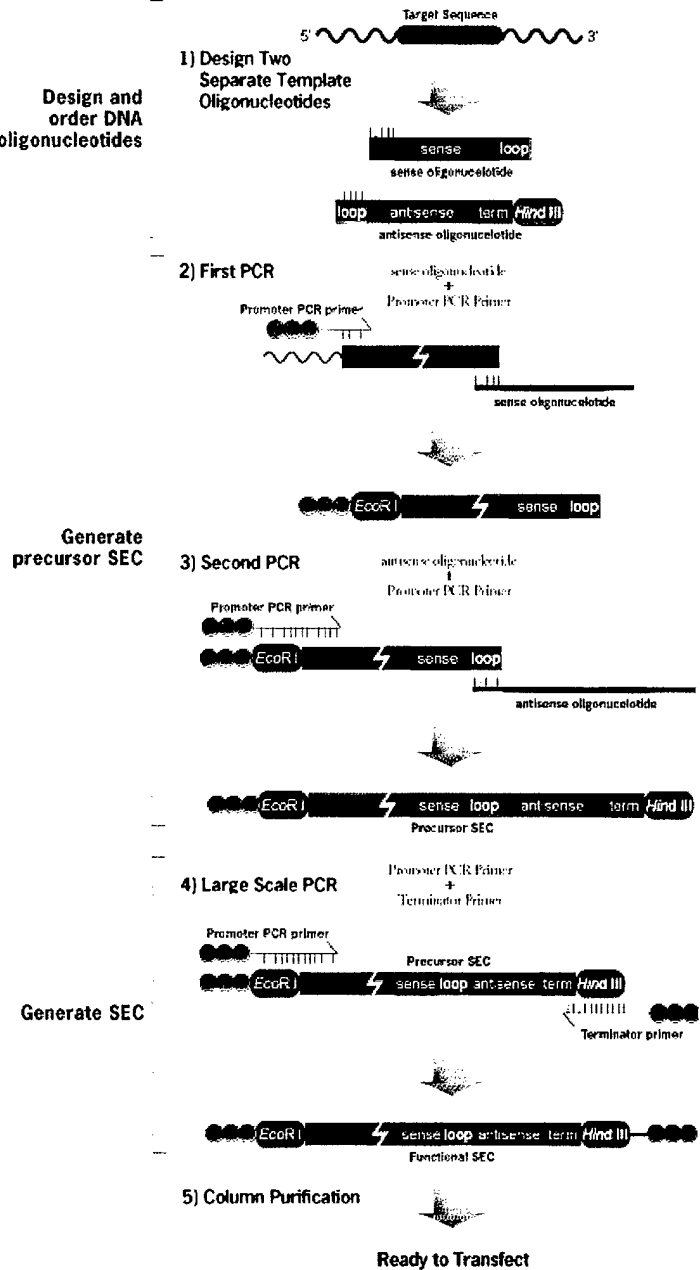 Target Sequence
5'
3'
1) Design Two
Separate Template
Oligonucleotides
Design and
order DNA
oligonucleotides
sense loop
sense oligonucelotide
loop antisense term Hind III
antisense oligonucelotide
2) First PCR
sense oligonucleotide
+
Promoter PCR Primer
Promoter PCR primer
sense oligonucelotide
EcoR I sense loop
Generate
precursor SEC
3) Second PCR
antisense oligonucleotide
+
Promoter PCR Primer
Promoter PCR primer
EcoR I sense loop
antisense oligonucelotide
EcoR I sense loop antisense term Hind III
Precursor SEC
4) Large Scale PCR
Promoter PCR Primer
+
Terminator Primer
Promoter PCR primer
Precursor SEC
EcoR I sense loop antisense term Hind III
Terminator primer
Generate SEC
EcoR I sense loop antisense term Hind III
Functional SEC
5) Column Purification
Ready to Transfect